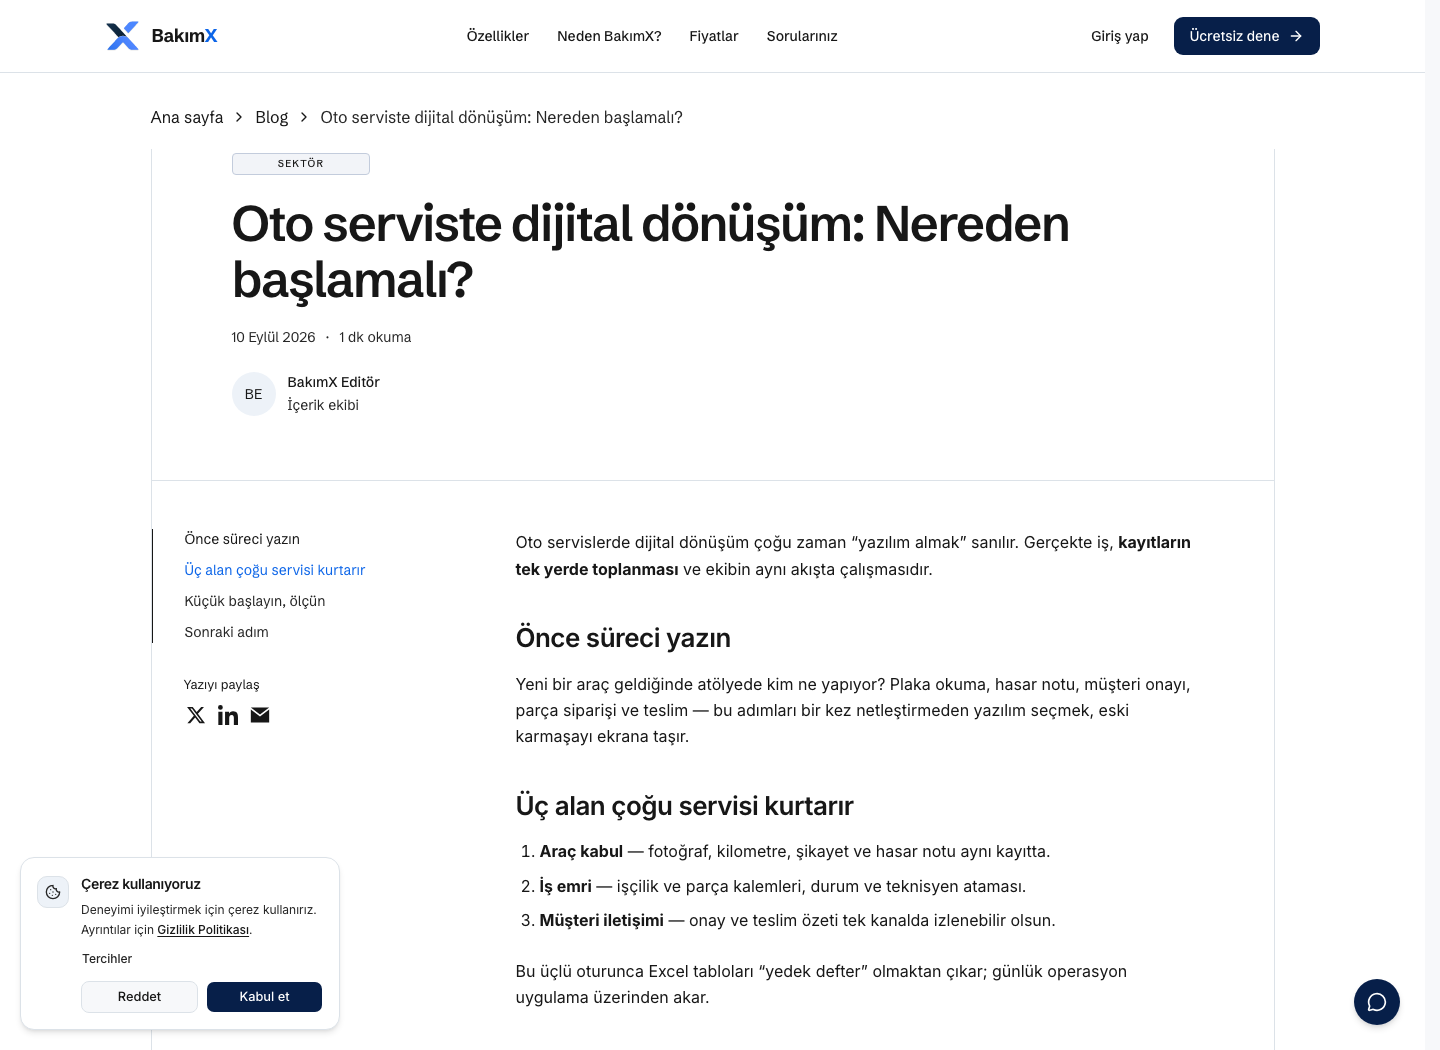 BakımX
Özellikler
Neden BakımX?
Fiyatlar
Sorularınız
Giriş yap
Ücretsiz dene
Ana sayfa
Blog
Oto serviste dijital dönüşüm: Nereden başlamalı?
SEKTÖR
Oto serviste dijital dönüşüm: Nereden
başlamalı?
10 Eylül 2026 · 1 dk okuma
BE
BakımX Editör
İçerik ekibi
Önce süreci yazın
Üç alan çoğu servisi kurtarır
Küçük başlayın, ölçün
Sonraki adım
Yazıyı paylaş
Oto servislerde dijital dönüşüm çoğu zaman “yazılım almak” sanılır. Gerçekte iş, kayıtların
tek yerde toplanması ve ekibin aynı akışta çalışmasıdır.
Önce süreci yazın
Yeni bir araç geldiğinde atölyede kim ne yapıyor? Plaka okuma, hasar notu, müşteri onayı,
parça siparişi ve teslim — bu adımları bir kez netleştirmeden yazılım seçmek, eski
karmaşayı ekrana taşır.
Üç alan çoğu servisi kurtarır
1. Araç kabul — fotoğraf, kilometre, şikayet ve hasar notu aynı kayıtta.
2. İş emri — işçilik ve parça kalemleri, durum ve teknisyen ataması.
3. Müşteri iletişimi — onay ve teslim özeti tek kanalda izlenebilir olsun.
Bu üçlü oturunca Excel tabloları “yedek defter” olmaktan çıkar; günlük operasyon
uygulama üzerinden akar.
Çerez kullanıyoruz
Deneyimi iyileştirmek için çerez kullanırız.
Ayrıntılar için Gizlilik Politikası.
Tercihler
Reddet
Kabul et